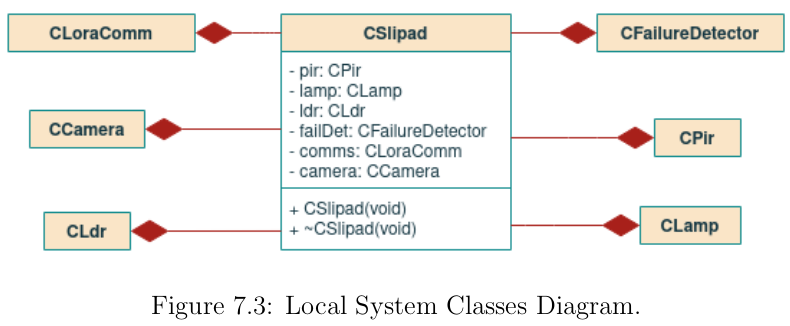 CLoraComm
CSlipad
CFailureDetector
- pir: CPir
- lamp: CLamp
- ldr: CLdr
- failDet: CFailureDetector
- comms: CLoraComm
- camera: CCamera
CCamera
CPir
+ CSlipad(void)
+ ~CSlipad(void)
CLdr
CLamp
Figure 7.3: Local System Classes Diagram.